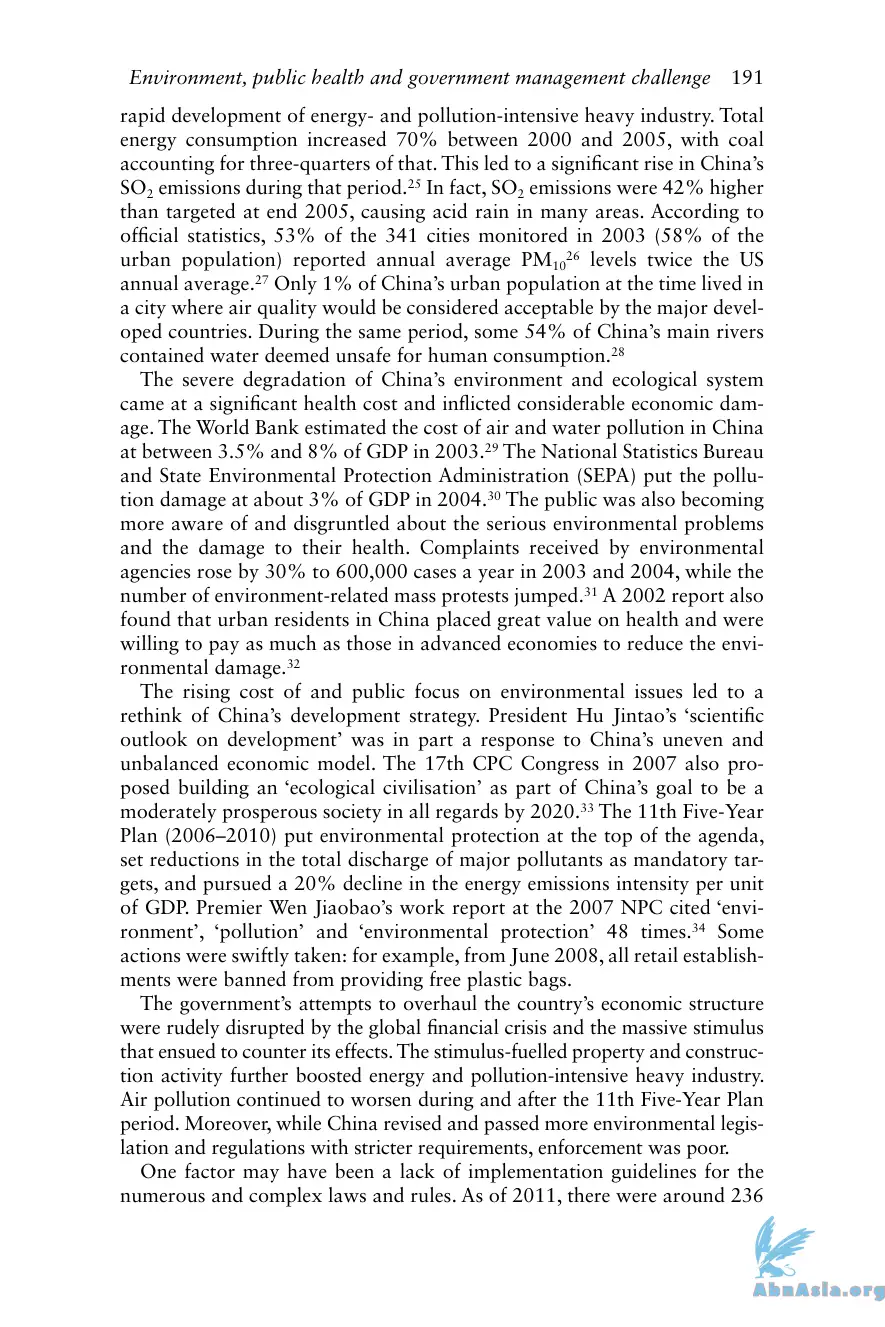 Environment, public health and government management challenge 191
rapid development of energy- and pollution-intensive heavy industry. Total
energy consumption increased 70% between 2000 and 2005, with coal
accounting for three-quarters of that. This led to a significant rise in China’s
SO₂ emissions during that period.²⁵ In fact, SO₂ emissions were 42% higher
than targeted at end 2005, causing acid rain in many areas. According to
official statistics, 53% of the 341 cities monitored in 2003 (58% of the
urban population) reported annual average PM₁₀²⁶ levels twice the US
annual average.²⁷ Only 1% of China’s urban population at the time lived in
a city where air quality would be considered acceptable by the major devel-
oped countries. During the same period, some 54% of China’s main rivers
contained water deemed unsafe for human consumption.²⁸
The severe degradation of China’s environment and ecological system
came at a significant health cost and inflicted considerable economic dam-
age. The World Bank estimated the cost of air and water pollution in China
at between 3.5% and 8% of GDP in 2003.²⁹ The National Statistics Bureau
and State Environmental Protection Administration (SEPA) put the pollu-
tion damage at about 3% of GDP in 2004.³⁰ The public was also becoming
more aware of and disgruntled about the serious environmental problems
and the damage to their health. Complaints received by environmental
agencies rose by 30% to 600,000 cases a year in 2003 and 2004, while the
number of environment-related mass protests jumped.³¹ A 2002 report also
found that urban residents in China placed great value on health and were
willing to pay as much as those in advanced economies to reduce the envi-
ronmental damage.³²
The rising cost of and public focus on environmental issues led to a
rethink of China’s development strategy. President Hu Jintao’s ‘scientific
outlook on development’ was in part a response to China’s uneven and
unbalanced economic model. The 17th CPC Congress in 2007 also pro-
posed building an ‘ecological civilisation’ as part of China’s goal to be a
moderately prosperous society in all regards by 2020.³³ The 11th Five-Year
Plan (2006–2010) put environmental protection at the top of the agenda,
set reductions in the total discharge of major pollutants as mandatory tar-
gets, and pursued a 20% decline in the energy emissions intensity per unit
of GDP. Premier Wen Jiaobao’s work report at the 2007 NPC cited ‘envi-
ronment’, ‘pollution’ and ‘environmental protection’ 48 times.³⁴ Some
actions were swiftly taken: for example, from June 2008, all retail establish-
ments were banned from providing free plastic bags.
The government’s attempts to overhaul the country’s economic structure
were rudely disrupted by the global financial crisis and the massive stimulus
that ensued to counter its effects. The stimulus-fuelled property and construc-
tion activity further boosted energy and pollution-intensive heavy industry.
Air pollution continued to worsen during and after the 11th Five-Year Plan
period. Moreover, while China revised and passed more environmental legis-
lation and regulations with stricter requirements, enforcement was poor.
One factor may have been a lack of implementation guidelines for the
numerous and complex laws and rules. As of 2011, there were around 236
AbnAsia.org